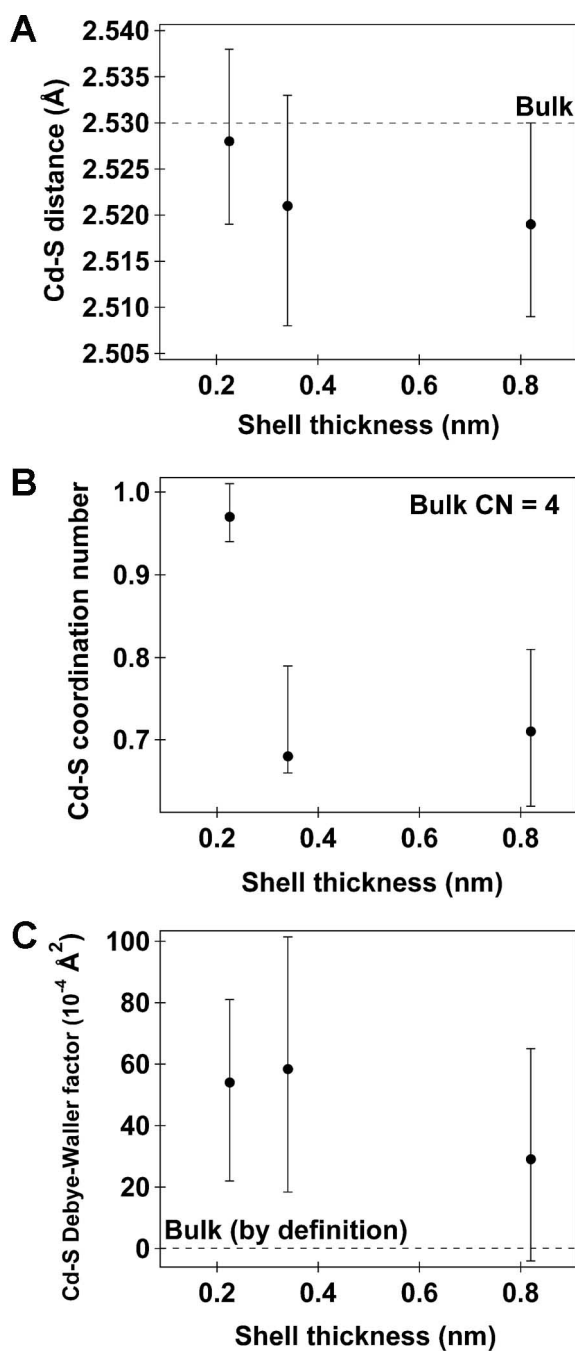 A
2.540
2.535
2.530
2.525
2.520
2.515
2.510
2.505
Cd-S distance (Å)
Bulk
0.2 0.4 0.6 0.8
Shell thickness (nm)
B
1.0
0.9
0.8
0.7
Cd-S coordination number
Bulk CN = 4
0.2 0.4 0.6 0.8
Shell thickness (nm)
C
100
80
60
40
20
0
Cd-S Debye-Waller factor (10⁻⁴ Å²)
Bulk (by definition)
0.2 0.4 0.6 0.8
Shell thickness (nm)